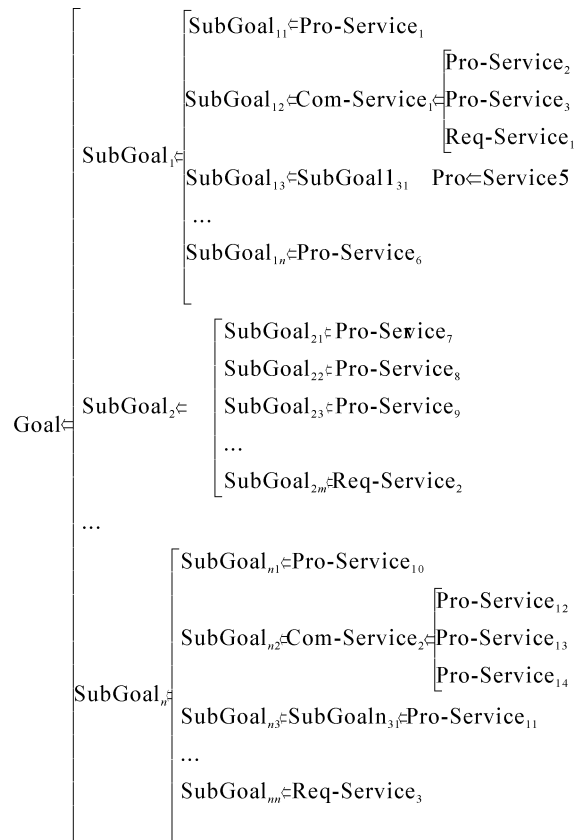 SubGoal₁₁⇐Pro-Service₁
Pro-Service₂
SubGoal₁₂⇐Com-Service₁⇐Pro-Service₃
Req-Service₁
SubGoal₁⇐
SubGoal₁₃⇐SubGoal1₃₁ Pro⇐Service5
...
SubGoal₁ₙ⇐Pro-Service₆
SubGoal₂₁⇐Pro-Service₇
SubGoal₂₂⇐Pro-Service₈
SubGoal₂⇐
SubGoal₂₃⇐Pro-Service₉
Goal⇐
...
SubGoal₂ₘ⇐Req-Service₂
...
SubGoalₙ₁⇐Pro-Service₁₀
Pro-Service₁₂
SubGoalₙ₂⇐Com-Service₂⇐Pro-Service₁₃
Pro-Service₁₄
SubGoalₙ⇐
SubGoalₙ₃⇐SubGoaln₃₁⇐Pro-Service₁₁
...
SubGoalₙₙ⇐Req-Service₃